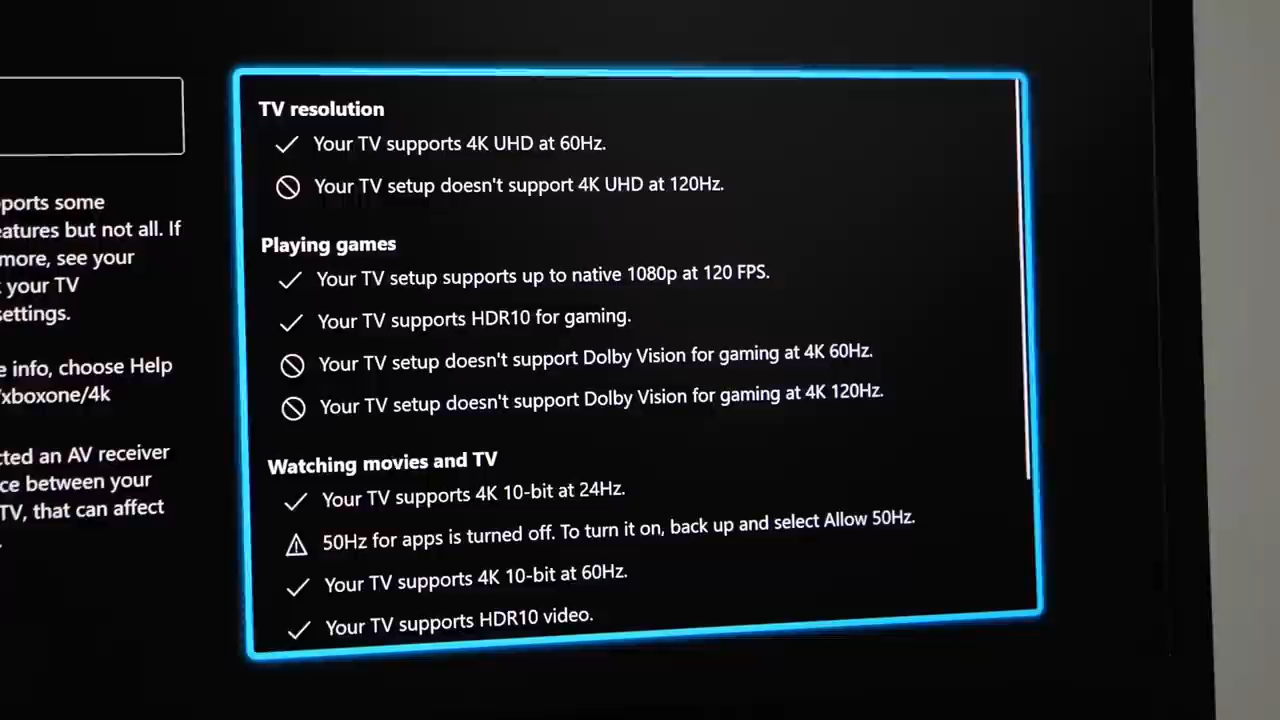 ports some
eatures but not all. If
more, see your
your TV
settings.
e info, choose Help
/xboxone/4k
cted an AV receiver
ce between your
TV, that can affect
TV resolution
Your TV supports 4K UHD at 60Hz.
Your TV setup doesn't support 4K UHD at 120Hz.
Playing games
Your TV setup supports up to native 1080p at 120 FPS.
Your TV supports HDR10 for gaming.
Your TV setup doesn't support Dolby Vision for gaming at 4K 60Hz.
Your TV setup doesn't support Dolby Vision for gaming at 4K 120Hz.
Watching movies and TV
Your TV supports 4K 10-bit at 24Hz.
50Hz for apps is turned off. To turn it on, back up and select Allow 50Hz.
Your TV supports 4K 10-bit at 60Hz.
Your TV supports HDR10 video.